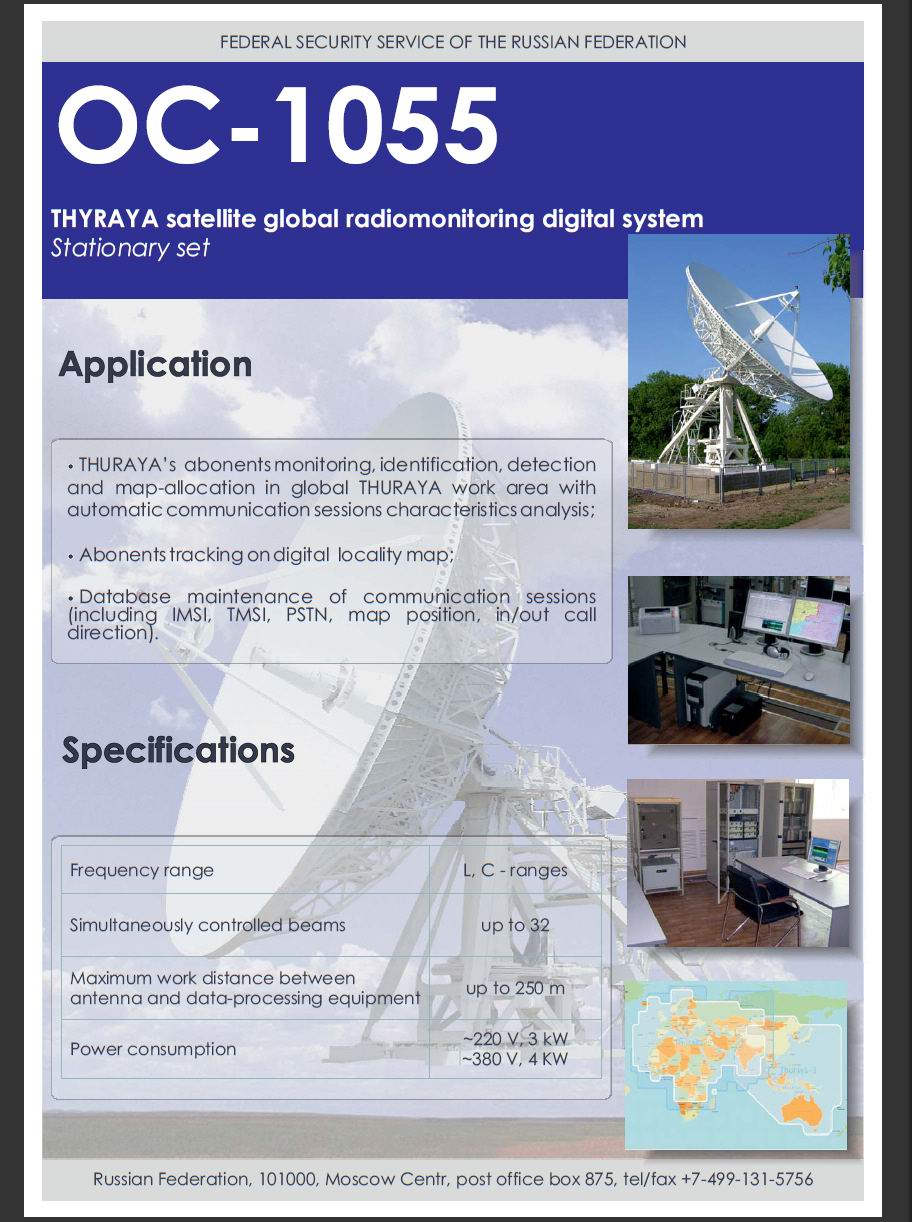 FEDERAL SECURITY SERVICE OF THE RUSSIAN FEDERATION
OC-1055
THYRAYA satellite global radiomonitoring digital system
Stationary set
Application
• THURAYA’s abonents monitoring, identification, detection
and map-allocation in global THURAYA work area with
automatic communication sessions characteristics analysis;
• Abonents tracking on digital locality map;
• Database maintenance of communication sessions
(including IMSI, TMSI, PSTN, map position, in/out call
direction).
Specifications
Frequency range L, C - ranges
Simultaneously controlled beams up to 32
Maximum work distance between
antenna and data-processing equipment up to 250 m
Power consumption ~220 V, 3 kW
~380 V, 4 KW
Russian Federation, 101000, Moscow Centr, post office box 875, tel/fax +7-499-131-5756